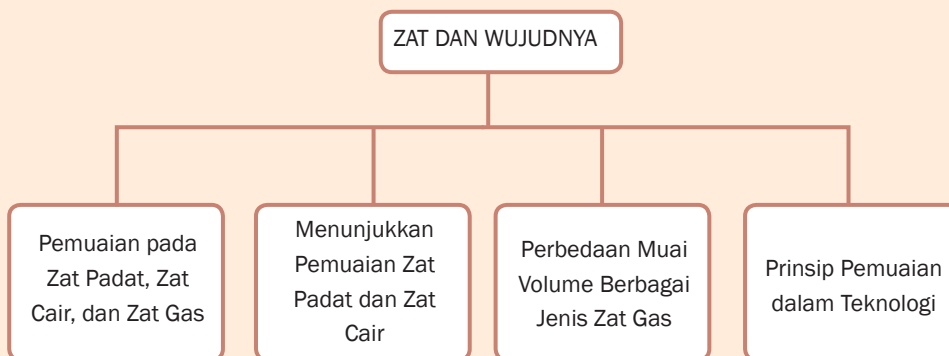 ZAT DAN WUJUDNYA
Pemuaian pada
Zat Padat, Zat
Cair, dan Zat Gas
Menunjukkan
Pemuaian Zat
Padat dan Zat
Cair
Perbedaan Muai
Volume Berbagai
Jenis Zat Gas
Prinsip Pemuaian
dalam Teknologi